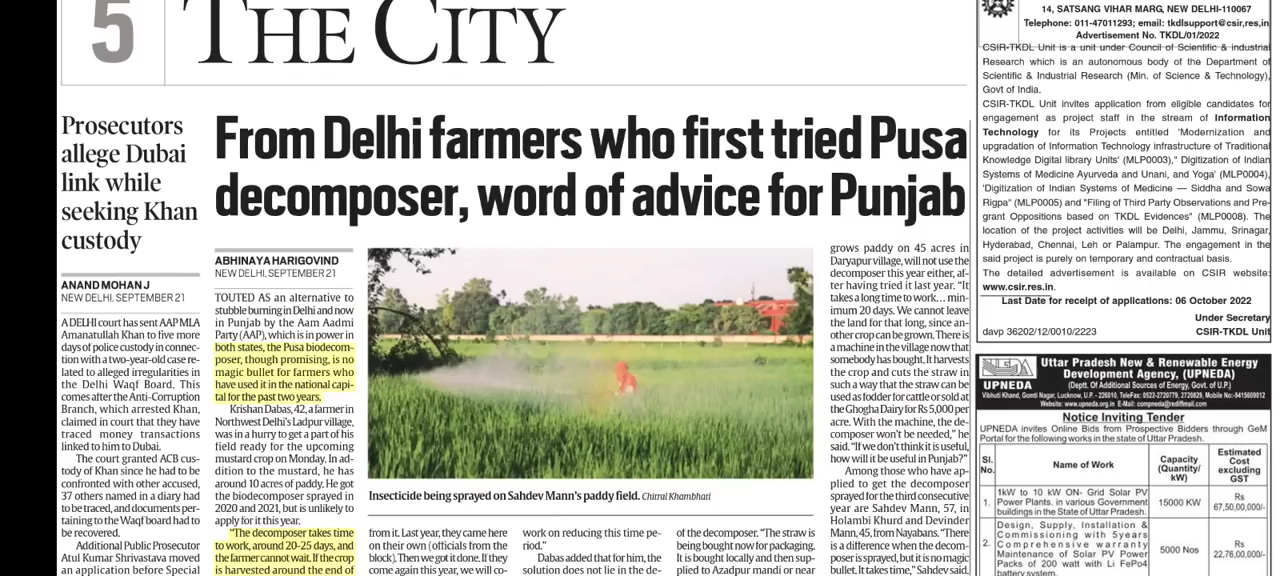 5
THE CITY
Prosecutors
allege Dubai
link while
seeking Khan
custody
ANAND MOHAN J
NEW DELHI, SEPTEMBER 21
A DELHI court has sent AAP MLA
Amanatullah Khan to five more
days of police custody in connec-
tion with a two-year-old case re-
lated to alleged irregularities in
the Delhi Waqf Board. This
comes after the Anti-Corruption
Branch, which arrested Khan,
claimed in court that they have
traced money transactions
linked to him to Dubai.
The court granted ACB cus-
tody of Khan since he had to be
confronted with other accused,
37 others named in a diary had
to be traced, and documents per-
taining to the Waqf board had to
be recovered.
Additional Public Prosecutor
Atul Kumar Shrivastava moved
an application before Special
From Delhi farmers who first tried Pusa
decomposer, word of advice for Punjab
ABHINAYA HARIGOVIND
NEW DELHI, SEPTEMBER 21
TOUTED AS an alternative to
stubble burning in Delhi and now
in Punjab by the Aam Aadmi
Party (AAP), which is in power in
both states, the Pusa biodecom-
poser, though promising, is no
magic bullet for farmers who
have used it in the national capi-
tal for the past two years.
Krishan Dabas, 42, a farmer in
Northwest Delhi's Ladpur village,
was in a hurry to get a part of his
field ready for the upcoming
mustard crop on Monday. In ad-
dition to the mustard, he has
around 10 acres of paddy. He got
the biodecomposer sprayed in
2020 and 2021, but is unlikely to
apply for it this year.
"The decomposer takes time
to work, around 20-25 days, and
the farmer cannot wait. If the crop
is harvested around the end of
Insecticide being sprayed on Sahdev Mann's paddy field. Chitral Khambhati
from it. Last year, they came here
on their own (officials from the
block). Then we got it done. If they
come again this year, we will co-
work on reducing this time pe-
riod."
Dabas added that for him, the
solution does not lie in the de-
of the decomposer. "The straw is
being bought now for packaging.
It is bought locally and then sup-
plied to Azadpur mandi or near
grows paddy on 45 acres in
Daryapur village, will not use the
decomposer this year either, af-
ter having tried it last year. "It
takes a long time to work... min-
imum 20 days. We cannot leave
the land for that long, since an-
other crop can be grown. There is
a machine in the village now that
somebody has bought. It harvests
the crop and cuts the straw in
such a way that the straw can be
used as fodder for cattle or sold at
the Ghogha Dairy for Rs 5,000 per
acre. With the machine, the de-
composer won't be needed," he
said. "If we don't think it is useful,
how will it be useful in Punjab?"
Among those who have ap-
plied to get the decomposer
sprayed for the third consecutive
year are Sahdev Mann, 57, in
Holambi Khurd and Devinder
Mann, 45, from Nayabans. "There
is a difference when the decom-
poser is sprayed, but it is no magic
bullet. It takes time," Sahdev said.
14, SATSANG VIHAR MARG, NEW DELHI-110067
Telephone: 011-47011293; email: tkdlsupport@csir,res,in
Advertisement No. TKDL/01/2022
CSIR-TKDL Unit is a unit under Council of Scientific & industrial
Research which is an autonomous body of the Department of
Scientific & Industrial Research (Min. of Science & Technology),
Govt of India.
CSIR-TKDL Unit invites application from eligible candidates for
engagement as project staff in the stream of Information
Technology for its Projects entitled 'Modernization and
upgradation of Information Technology infrastructure of Traditional
Knowledge Digital library Units' (MLP0003)," Digitization of Indian
Systems of Medicine Ayurveda and Unani, and Yoga' (MLP0004),
'Digitization of Indian Systems of Medicine — Siddha and Sowa
Rigpa" (MLP0005) and "Filing of Third Party Observations and Pre-
grant Oppositions based on TKDL Evidences" (MLP0008). The
location of the project activities will be Delhi, Jammu, Srinagar,
Hyderabad, Chennai, Leh or Palampur. The engagement in the
said project is purely on temporary and contractual basis.
The detailed advertisement is available on CSIR website:
www.csir.res.in.
Last Date for receipt of applications: 06 October 2022
Under Secretary
davp 36202/12/0010/2223 CSIR-TKDL Unit
NEDA
UPNEDA
Uttar Pradesh New & Renewable Energy
Development Agency, (UPNEDA)
(Deptt. Of Additional Sources of Energy, Govt. of U.P.)
Vibhuti Khand, Gomti Nagar, Lucknow, U.P. - 226010, TeleFax: 0522-2720779, 2720829, Mobile No:-9415609012
Website: www.upneda.org.in E-Mail: compneda@rediffmail.com
Notice Inviting Tender
UPNEDA invites Online Bids from Prospective Bidders through GeM
Portal for the following works in the state of Uttar Pradesh.
Sl. No. Name of Work Capacity (Quantity/ kW) Estimated Cost excluding GST
1. 1kW to 10 kW ON- Grid Solar PV
Power Plants. in various Government
buildings in the State of Uttar Pradesh. 15000 KW Rs 67,50,00,000/-
2. Design, Supply, Installation &
Commissioning with 5years
Comprehensive warranty
Maintenance of Solar PV Power
Packs of 200 watt with Li FePo4
battery system. 5000 Nos Rs 22,76,00,000/-